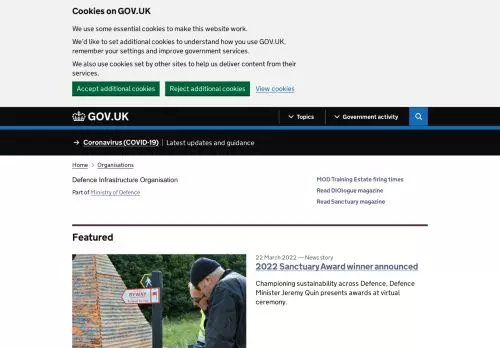 Cookies on GOV.UK
We use some essential cookies to make this website work.
We'd like to set additional cookies to understand how you use GOV.UK,
remember your settings and improve government services.
We also use cookies set by other sites to help us deliver content from their
services.
Accept additional cookies Reject additional cookies View cookies
GOV.UK Topics Government activity
→ Coronavirus (COVID-19) Latest updates and guidance
Home > Organisations
Defence Infrastructure Organisation
Part of Ministry of Defence
MOD Training Estate firing times
Read DIOlogue magazine
Read Sanctuary magazine
Featured
BYWAY
22 March 2022 — News story
2022 Sanctuary Award winner announced
Championing sustainability across Defence, Defence
Minister Jeremy Quin presents awards at virtual
ceremony.